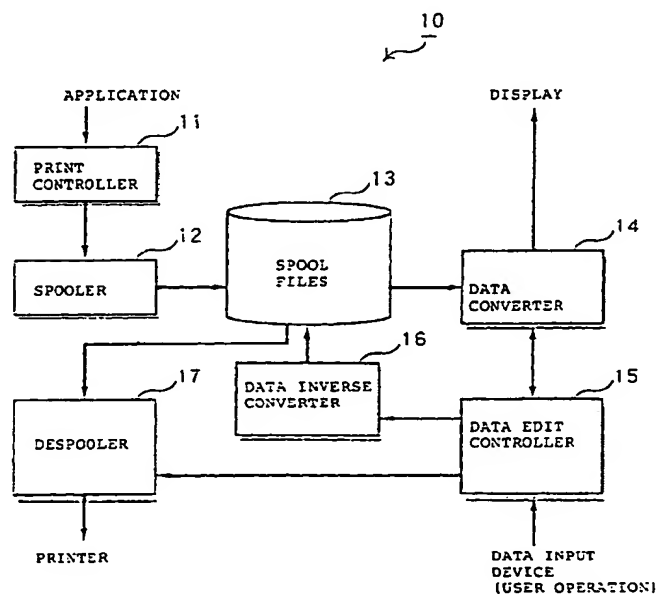 10
APPLICATION
DISPLAY
11
PRINT
CONTROLLER
13
12
14
SPOOLER
SPOOL
FILES
DATA
CONVERTER
16
17
15
DATA INVERSE
CONVERTER
DESPOOLER
DATA EDIT
CONTROLLER
PRINTER
DATA INPUT
DEVICE
(USER OPERATION)